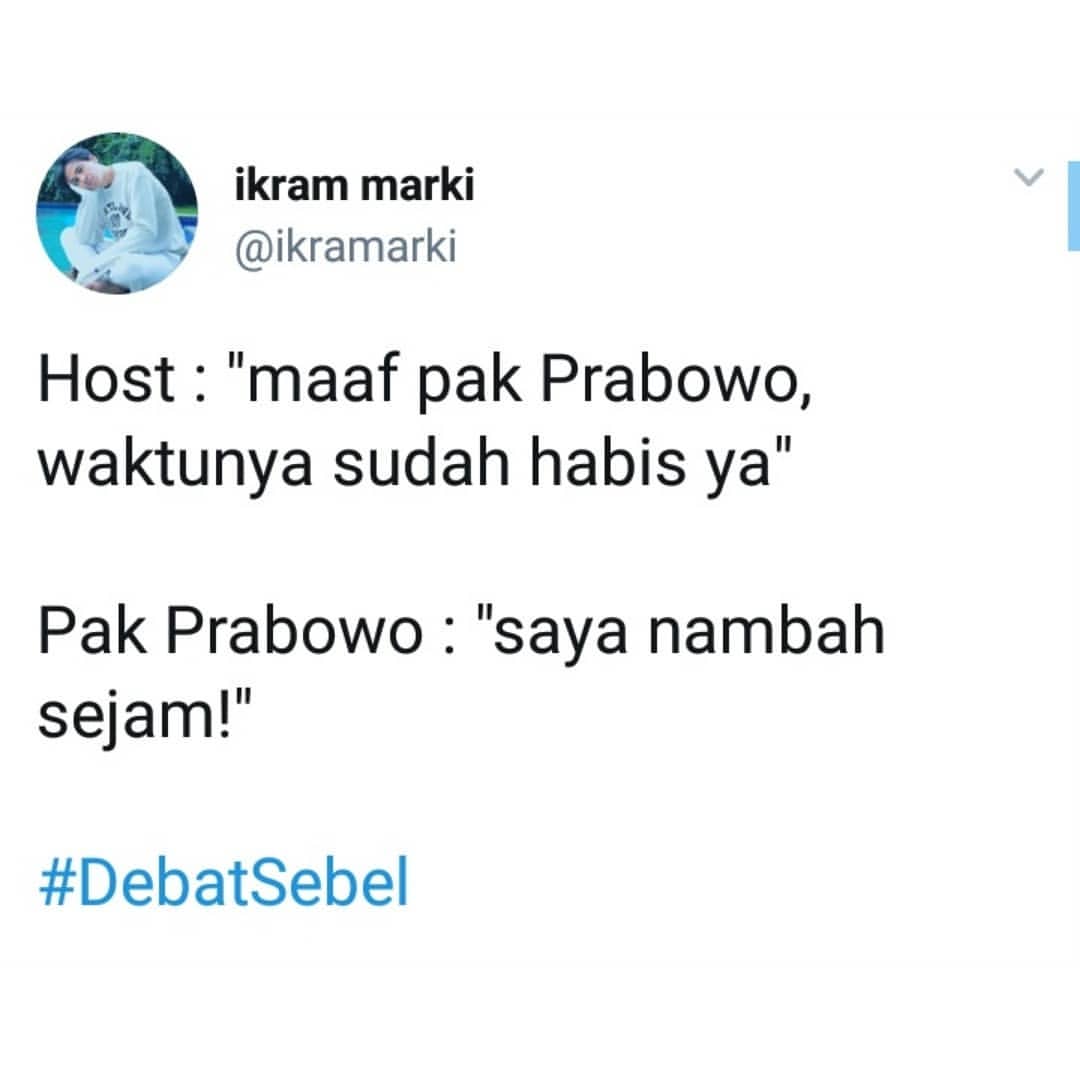 ikram marki
@ikramarki
Host : "maaf pak Prabowo,
waktunya sudah habis ya"
Pak Prabowo : "saya nambah
sejam!"
#DebatSebel